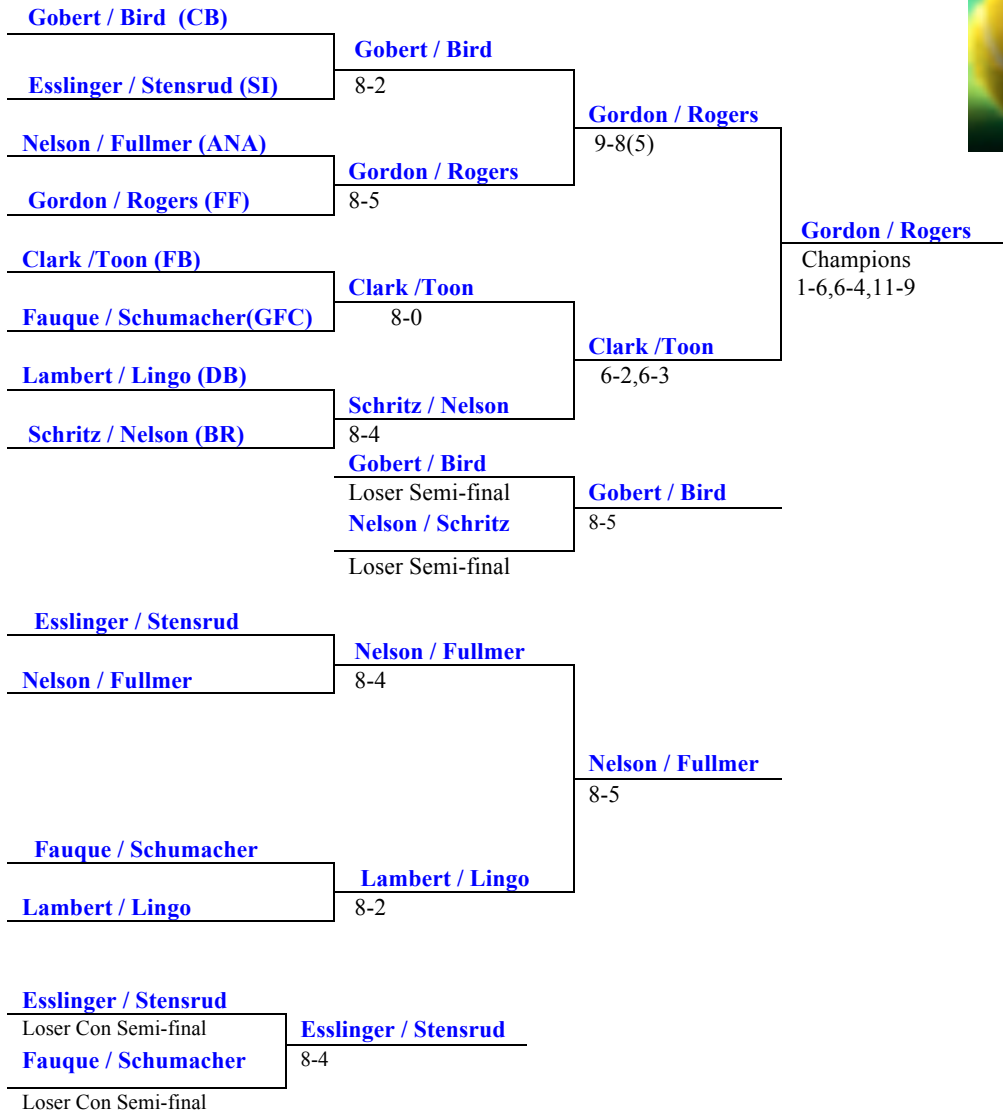 Gobert / Bird (CB)
Gobert / Bird
Esslinger / Stensrud (SI)
8-2
Gordon / Rogers
9-8(5)
Nelson / Fullmer (ANA)
Gordon / Rogers
Gordon / Rogers (FF)
8-5
Gordon / Rogers
Champions
1-6,6-4,11-9
Clark /Toon (FB)
Clark /Toon
Fauque / Schumacher(GFC)
8-0
Clark /Toon
6-2,6-3
Lambert / Lingo (DB)
Schritz / Nelson
Schritz / Nelson (BR)
8-4
Gobert / Bird
Loser Semi-final
Gobert / Bird
Nelson / Schritz
8-5
Loser Semi-final
Esslinger / Stensrud
Nelson / Fullmer
Nelson / Fullmer
8-4
Nelson / Fullmer
8-5
Fauque / Schumacher
Lambert / Lingo
Lambert / Lingo
8-2
Esslinger / Stensrud
Loser Con Semi-final
Esslinger / Stensrud
Fauque / Schumacher
8-4
Loser Con Semi-final